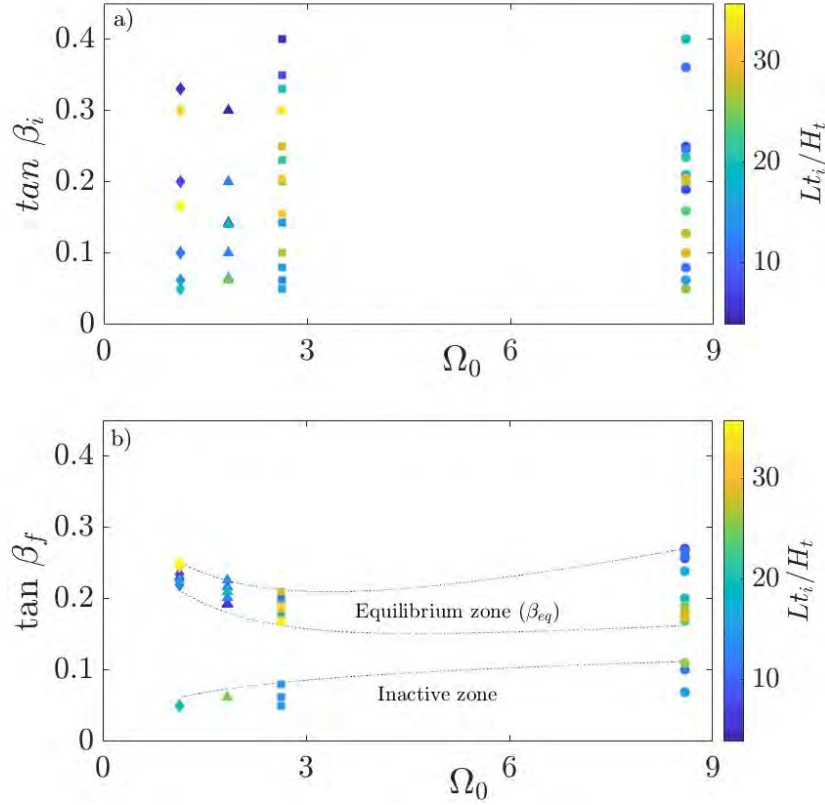 a)
0.4
0.3
0.2
0.1
0
tan β_i
0
3
6
9
Ω_0
30
20
10
Lt_i/H_t
b)
0.4
0.3
0.2
0.1
0
tan β_f
Equilibrium zone (β_eq)
Inactive zone
0
3
6
9
Ω_0
30
20
10
Lt_i/H_t